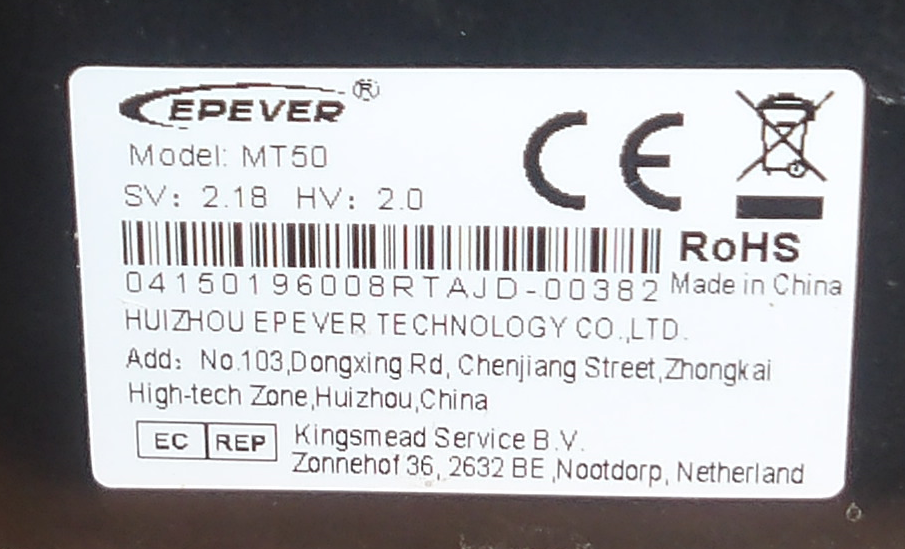 EPEVER®
Model: MT50
SV: 2.18 HV: 2.0
CE
RoHS
04150196008RTAJD-00382
Made in China
HUIZHOU EPEVER TECHNOLOGY CO.,LTD.
Add: No.103,Dongxing Rd, Chenjiang Street,Zhongkai
High-tech Zone,Huizhou,China
EC REP
Kingsmead Service B.V.
Zonnehof 36, 2632 BE ,Nootdorp, Netherland